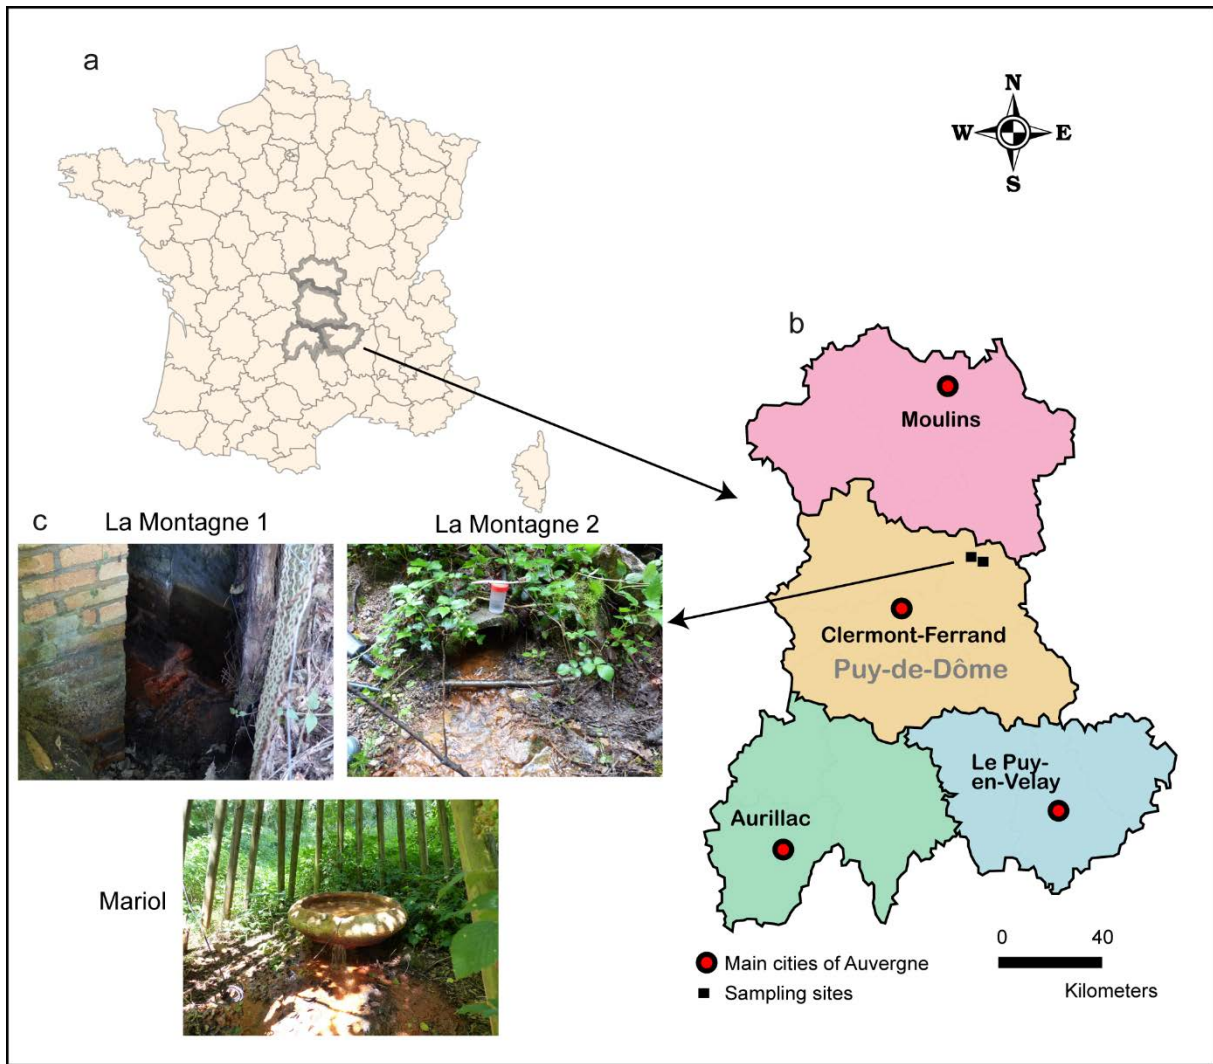 a
N
W
E
S
b
Moulins
c
La Montagne 1
La Montagne 2
Clermont-Ferrand
Puy-de-Dôme
Le Puy-
en-Velay
Aurillac
Mariol
0
40
Main cities of Auvergne
Sampling sites
Kilometers